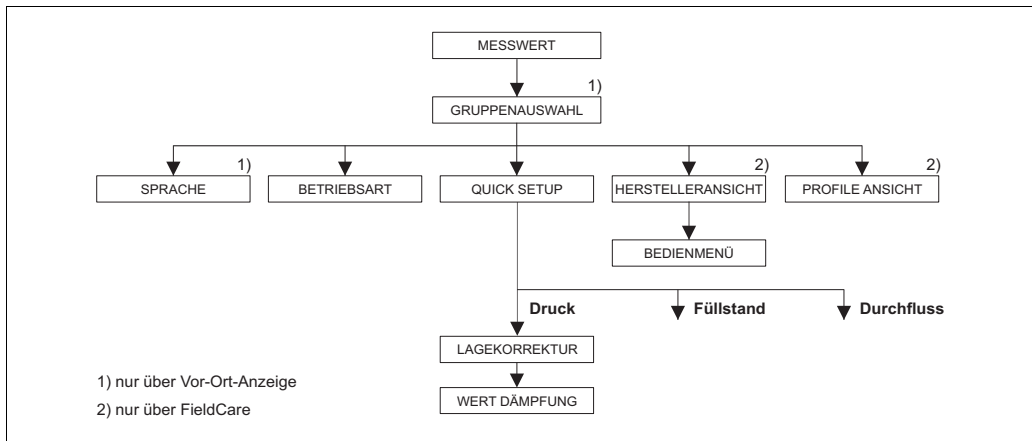 MESSWERT
1)
GRUPPENAUSWAHL
1)
2)
2)
SPRACHE
BETRIEBSART
QUICK SETUP
HERSTELLERANSICHT
PROFILE ANSICHT
BEDIENMENÜ
Druck
Füllstand
Durchfluss
LAGEKORREKTUR
WERT DÄMPFUNG
1) nur über Vor-Ort-Anzeige
2) nur über FieldCare